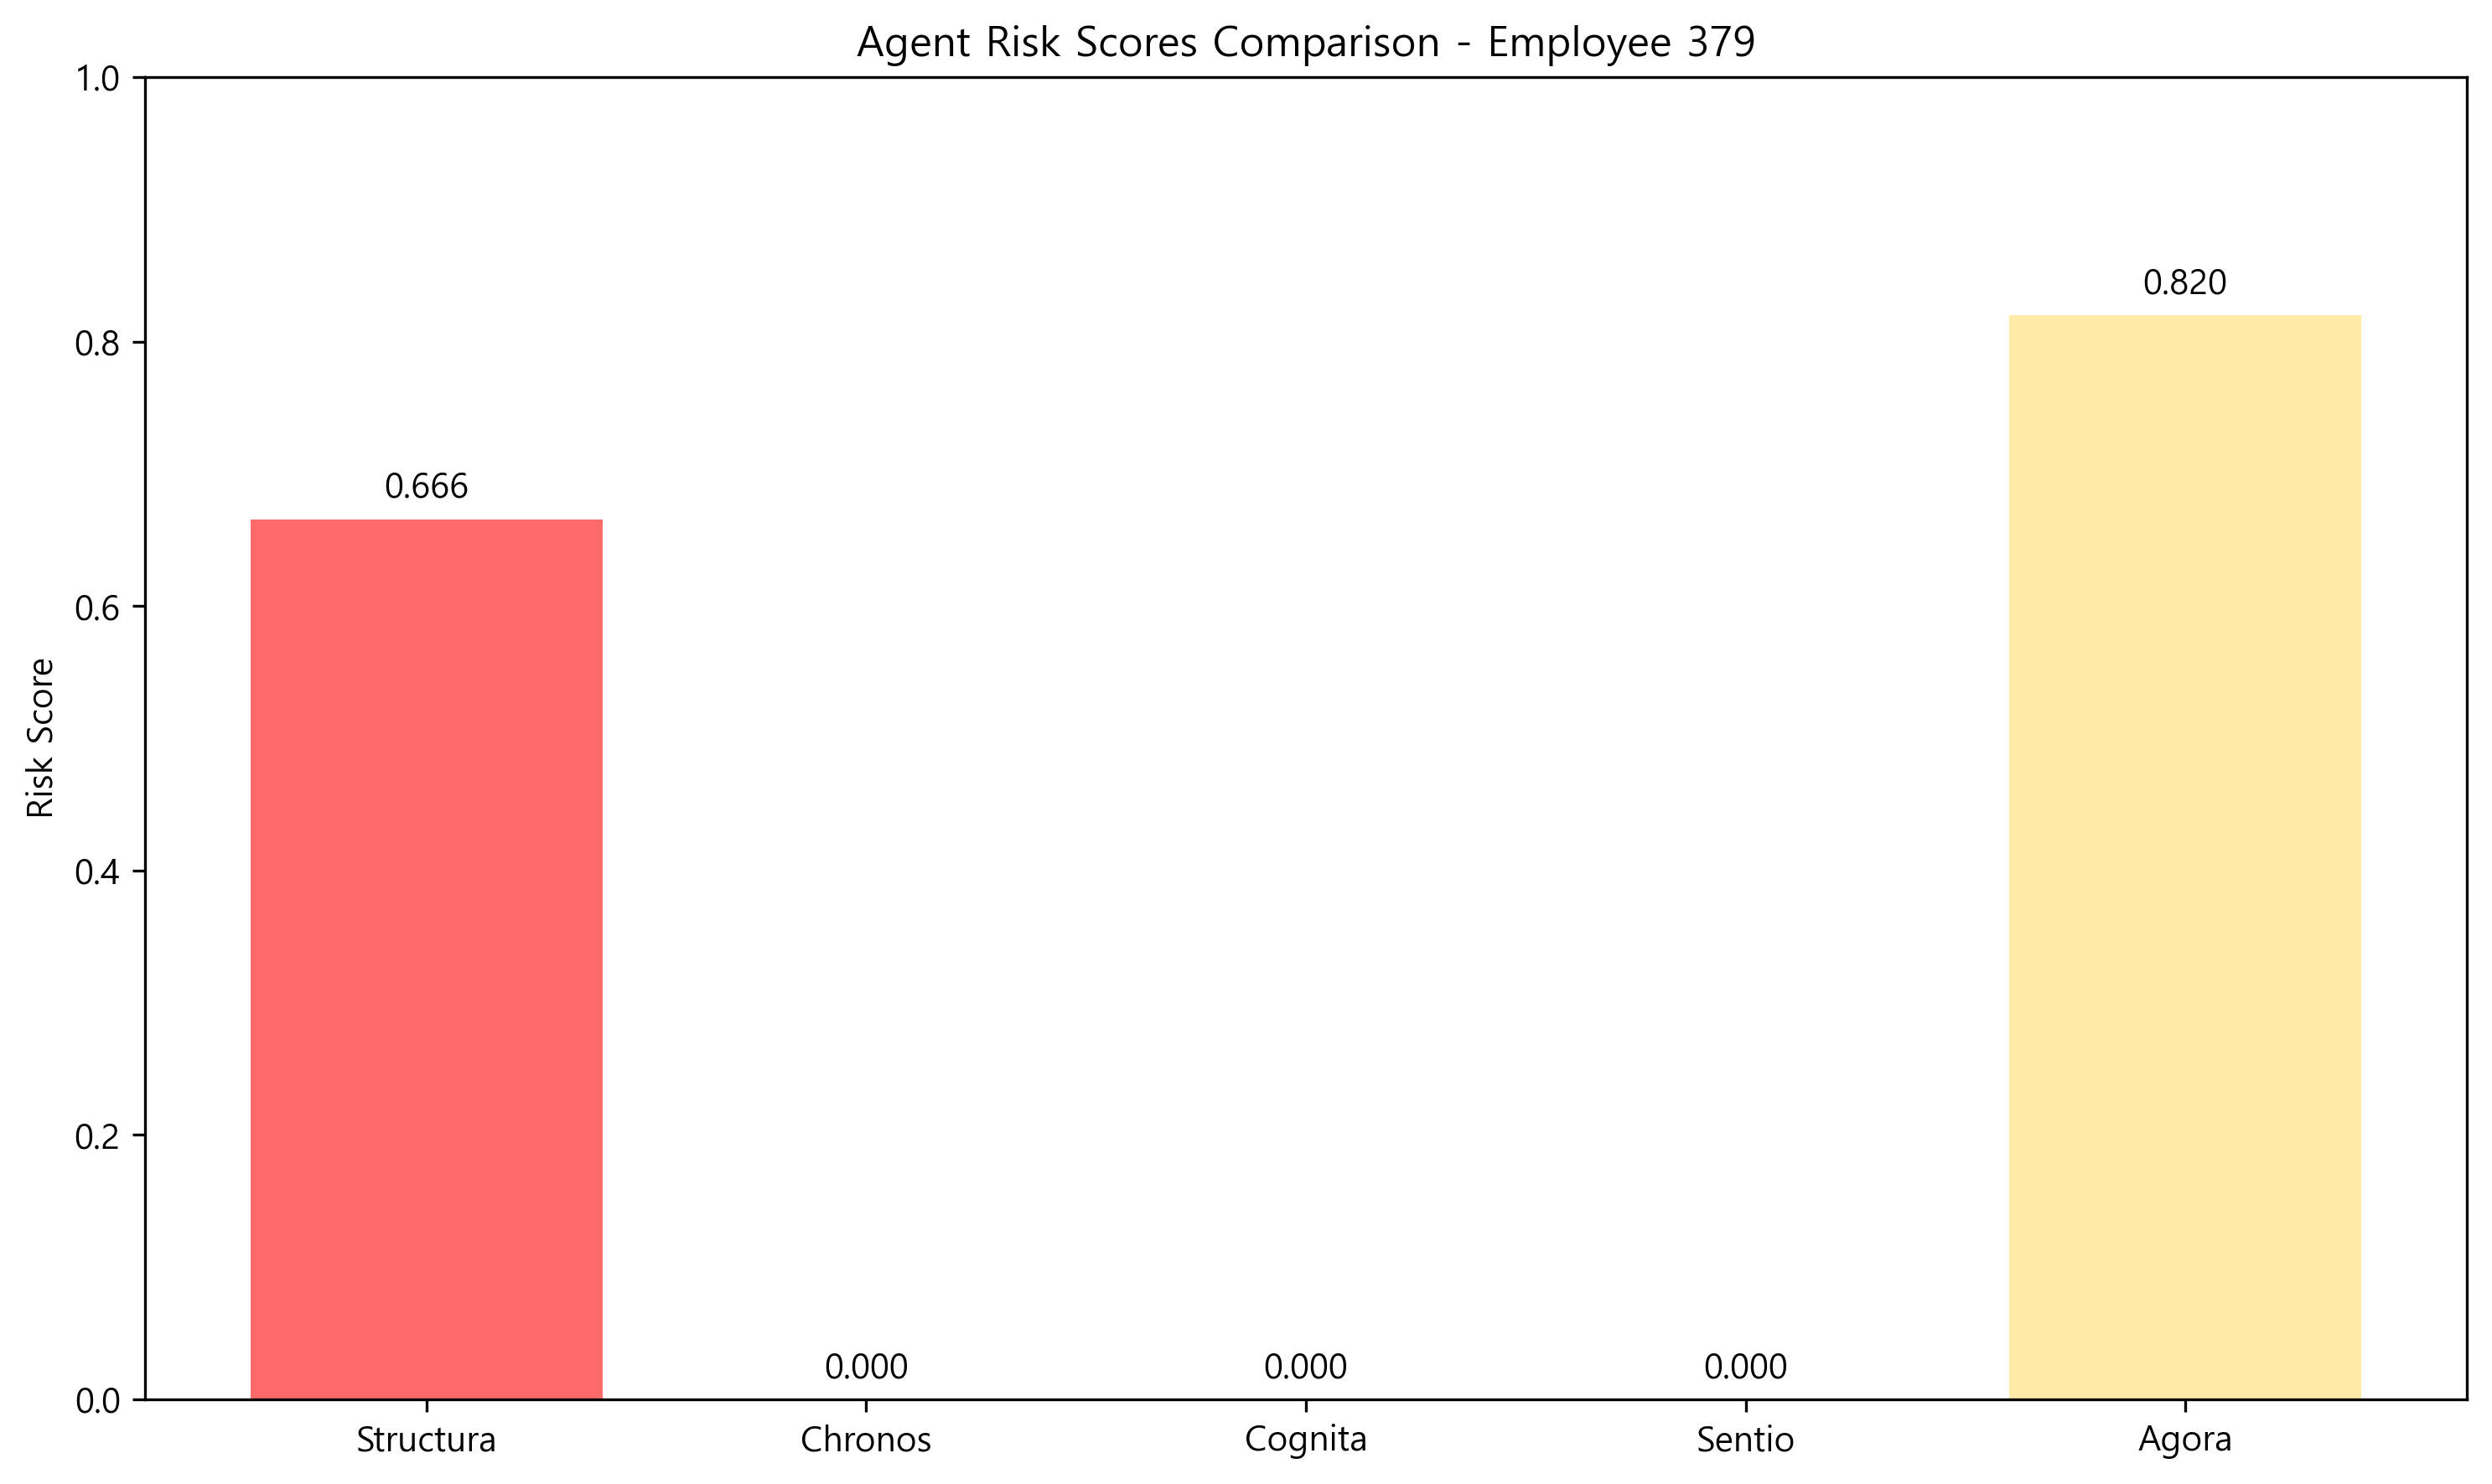 Agent Risk Scores Comparison - Employee 379
Risk Score
1.0
0.8
0.6
0.4
0.2
0.0
0.666
0.000
0.000
0.000
0.820
Structura
Chronos
Cognita
Sentio
Agora